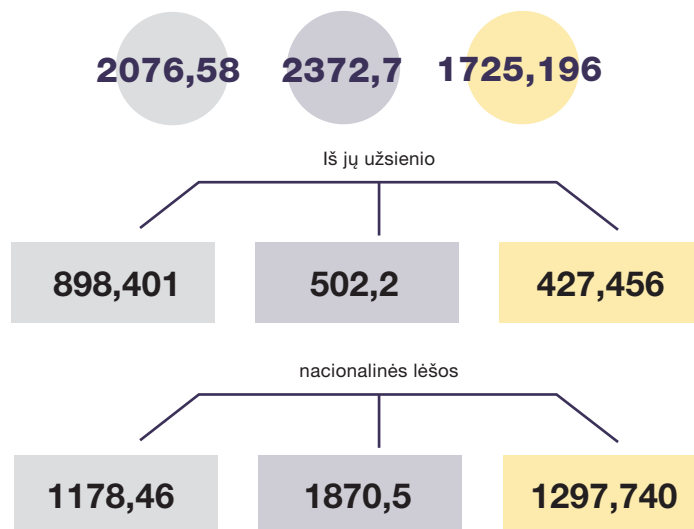 2076,58 2372,7 1725,196
Iš jų užsienio
898,401 502,2 427,456
nacionalinės lėšos
1178,46 1870,5 1297,740